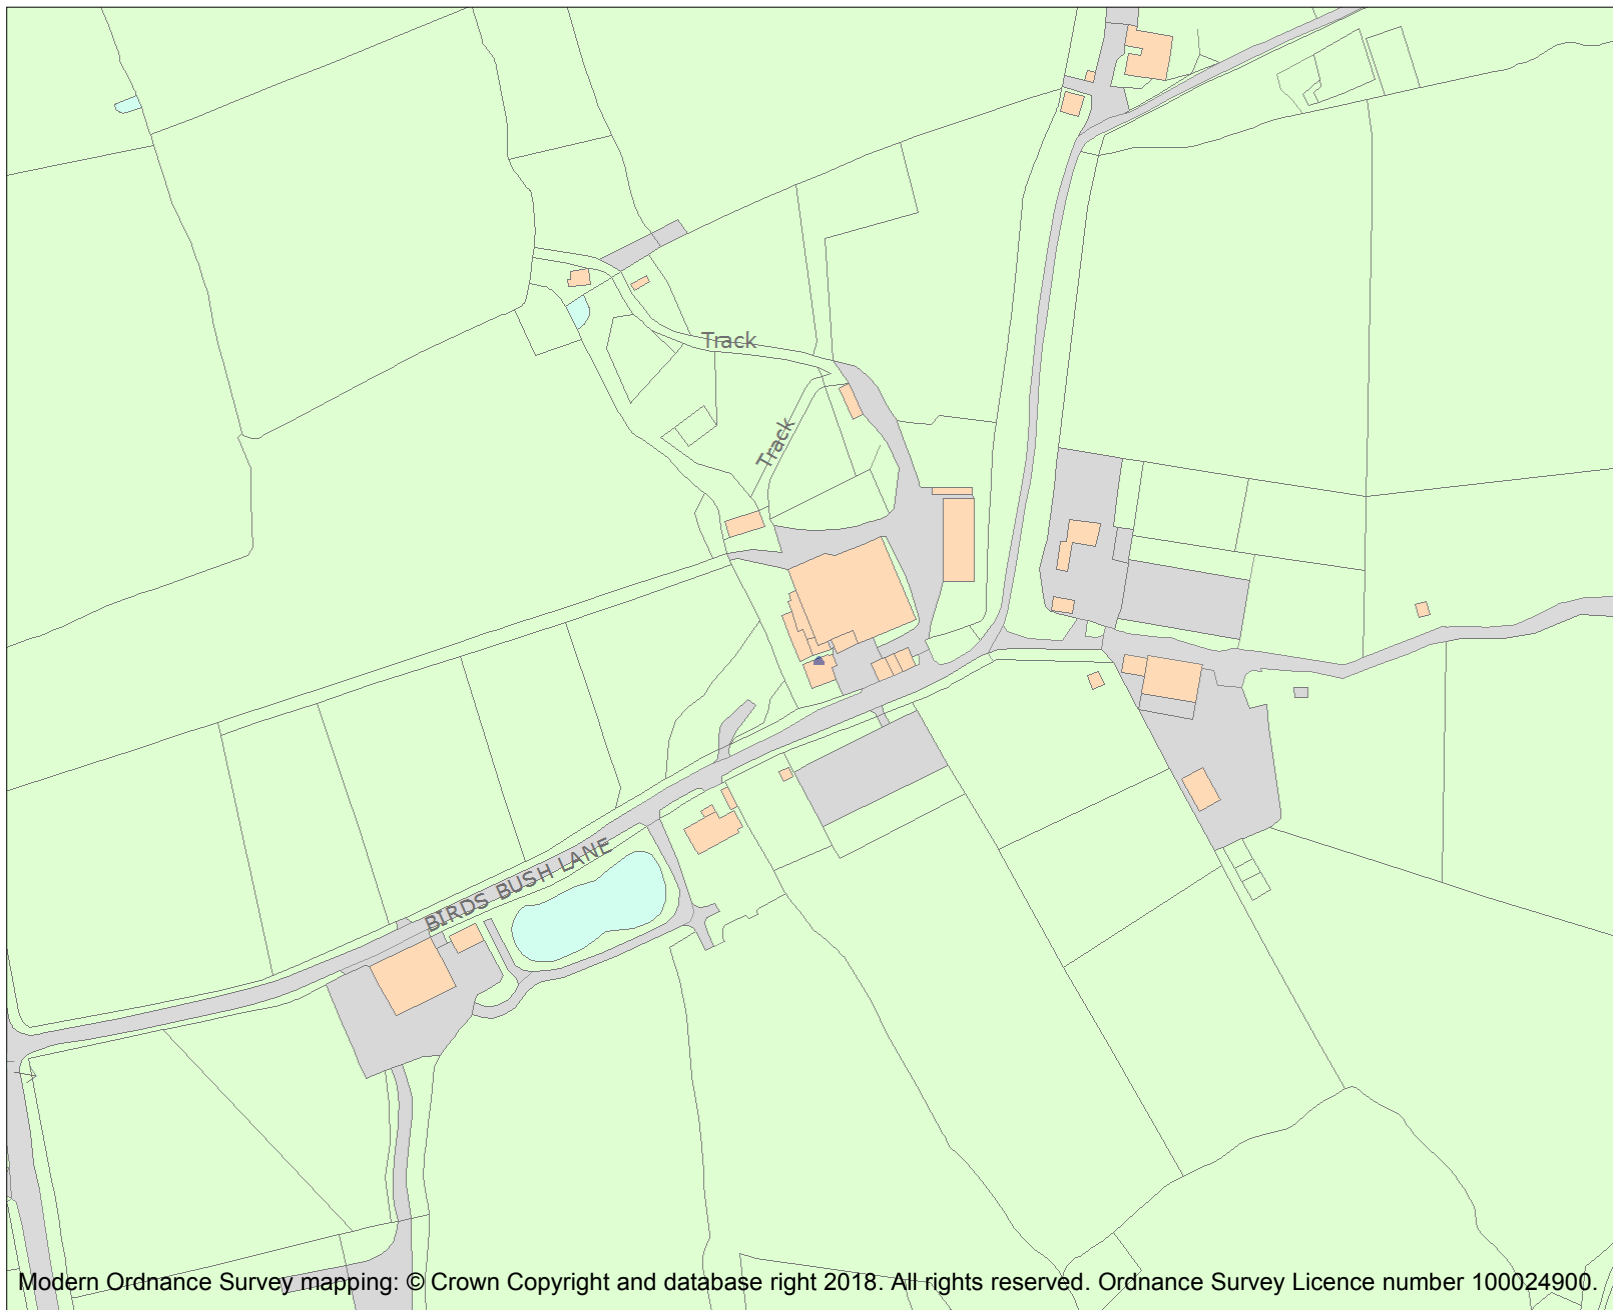 Track
Track
BIRDS BUSH LANE
Modern Ordnance Survey mapping: © Crown Copyright and database right 2018. All rights reserved. Ordnance Survey Licence number 100024900.